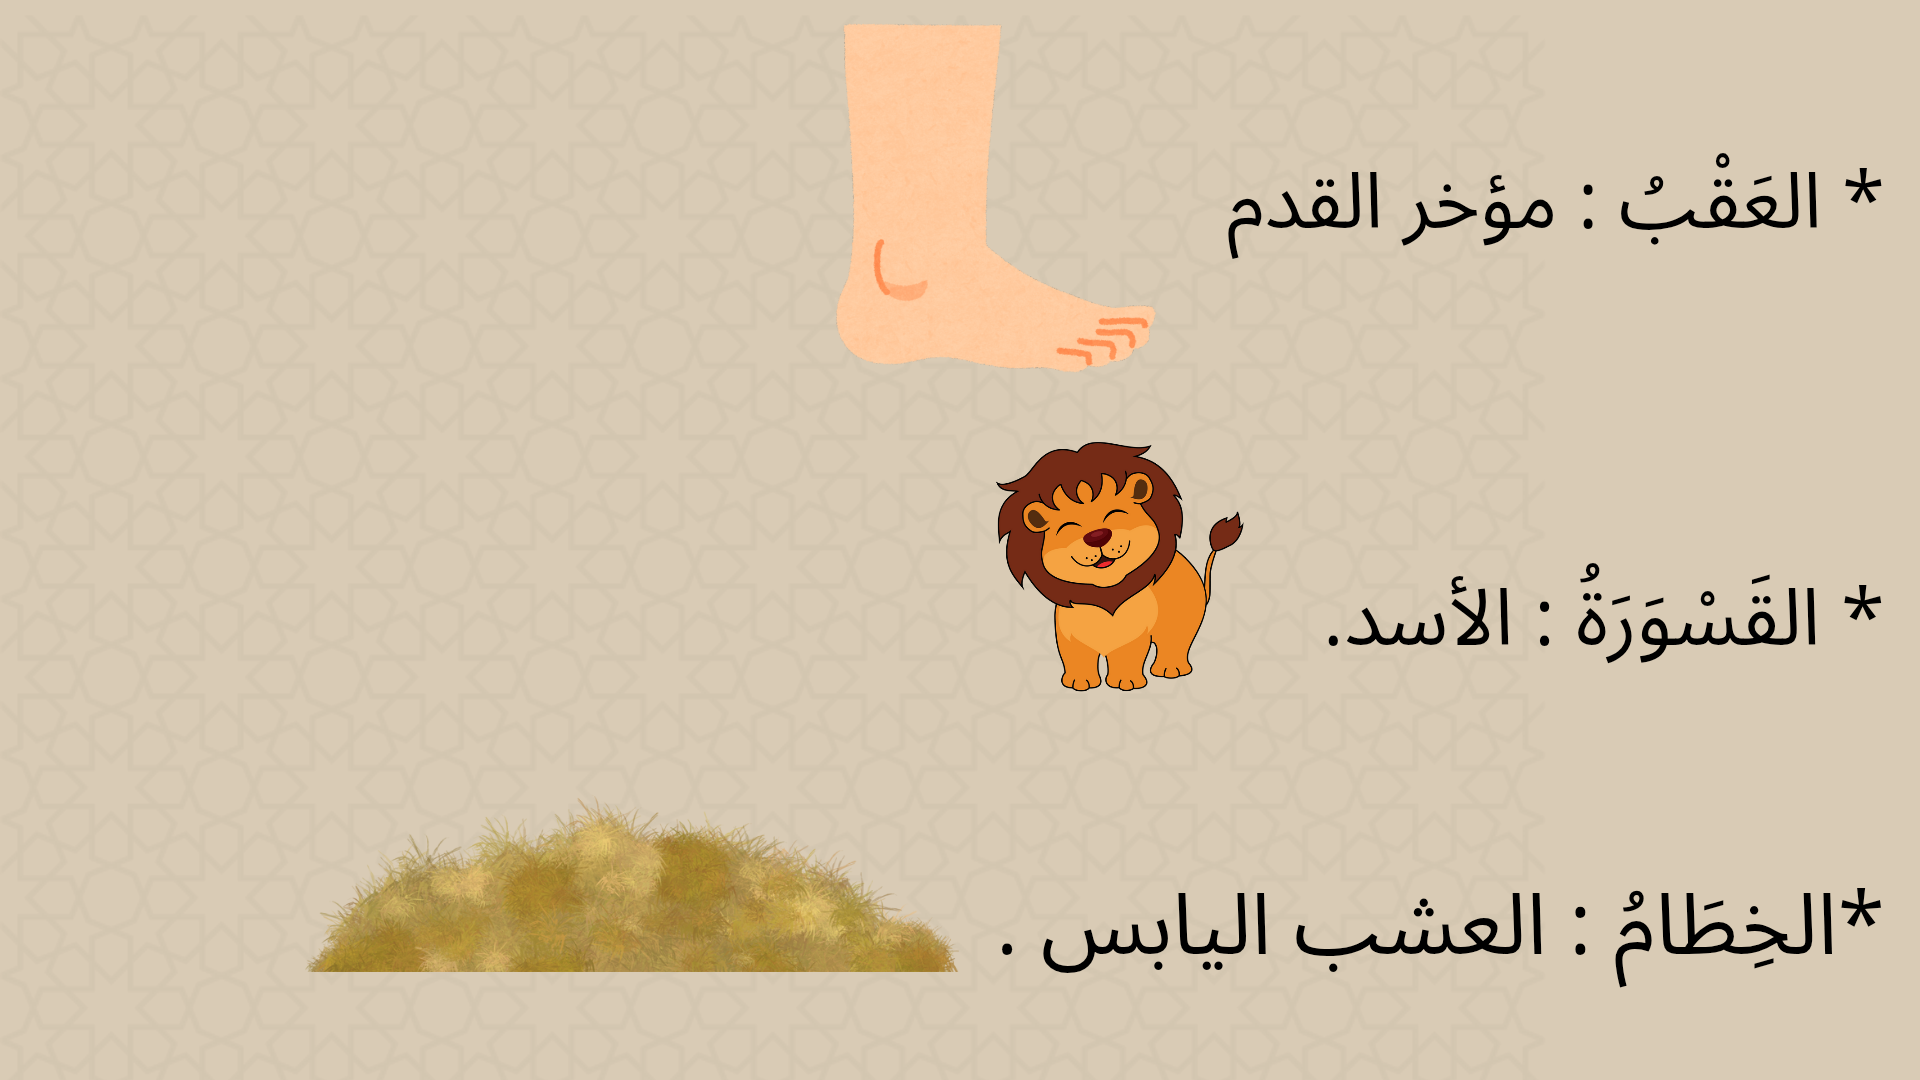 * العَقْبُ : مؤخر القدم
* القَسْوَرَةُ : الأسد.
*الخِطَامُ : العشب اليابس .